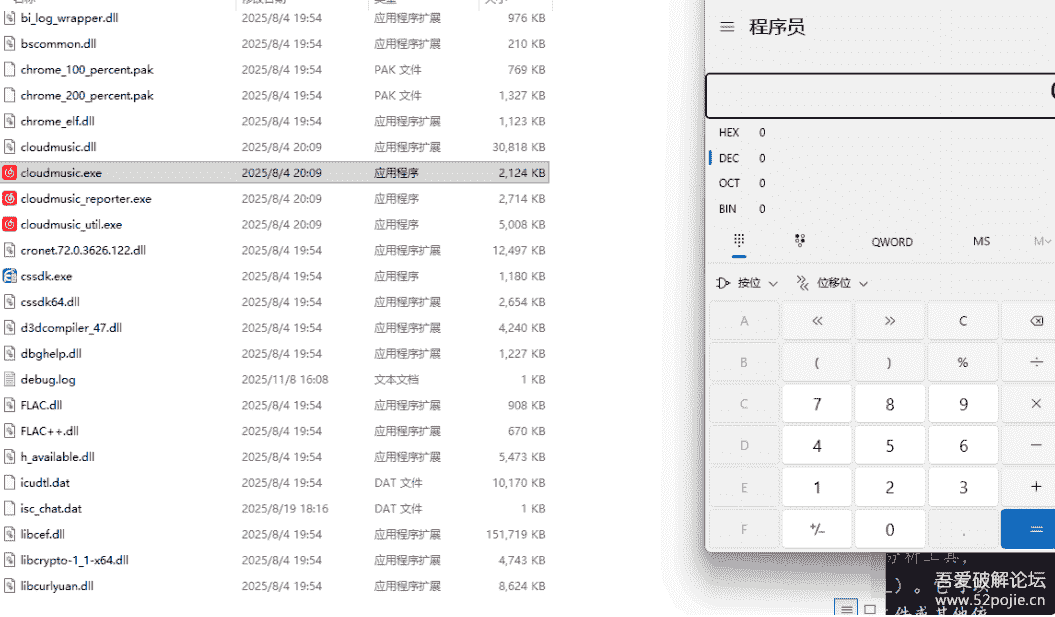 bi_log_wrapper.dll 2025/8/4 19:54 应用程序扩展 976 KB
bscommon.dll 2025/8/4 19:54 应用程序扩展 210 KB
chrome_100_percent.pak 2025/8/4 19:54 PAK 文件 769 KB
chrome_200_percent.pak 2025/8/4 19:54 PAK 文件 1,327 KB
chrome_elf.dll 2025/8/4 19:54 应用程序扩展 1,123 KB
cloudmusic.dll 2025/8/4 20:09 应用程序扩展 30,818 KB
cloudmusic.exe 2025/8/4 20:09 应用程序 2,124 KB
cloudmusic_reporter.exe 2025/8/4 20:09 应用程序 2,714 KB
cloudmusic_util.exe 2025/8/4 20:09 应用程序 5,008 KB
cronet.72.0.3626.122.dll 2025/8/4 19:54 应用程序扩展 12,497 KB
cssdk.exe 2025/8/4 19:54 应用程序 1,180 KB
cssdk64.dll 2025/8/4 19:54 应用程序扩展 2,654 KB
d3dcompiler_47.dll 2025/8/4 19:54 应用程序扩展 4,240 KB
dbghelp.dll 2025/8/4 19:54 应用程序扩展 1,227 KB
debug.log 2025/11/8 16:08 文本文档 1 KB
FLAC.dll 2025/8/4 19:54 应用程序扩展 908 KB
FLAC++.dll 2025/8/4 19:54 应用程序扩展 670 KB
h_available.dll 2025/8/4 19:54 应用程序扩展 5,473 KB
icudtl.dat 2025/8/4 19:54 DAT 文件 10,170 KB
isc_chat.dat 2025/8/19 18:16 DAT 文件 1 KB
libcef.dll 2025/8/4 19:54 应用程序扩展 151,719 KB
libcrypto-1_1-x64.dll 2025/8/4 19:54 应用程序扩展 4,743 KB
libcurlyuan.dll 2025/8/4 19:54 应用程序扩展 8,624 KB
程序员
HEX 0
DEC 0
OCT 0
BIN 0
QWORD MS M
按位 位移位
A « » C
B ( ) % ÷
C 7 8 9 ×
D 4 5 6 −
E 1 2 3 +
F +/- 0 . =
分析工具,
吾爱破解论坛
www.52pojie.cn